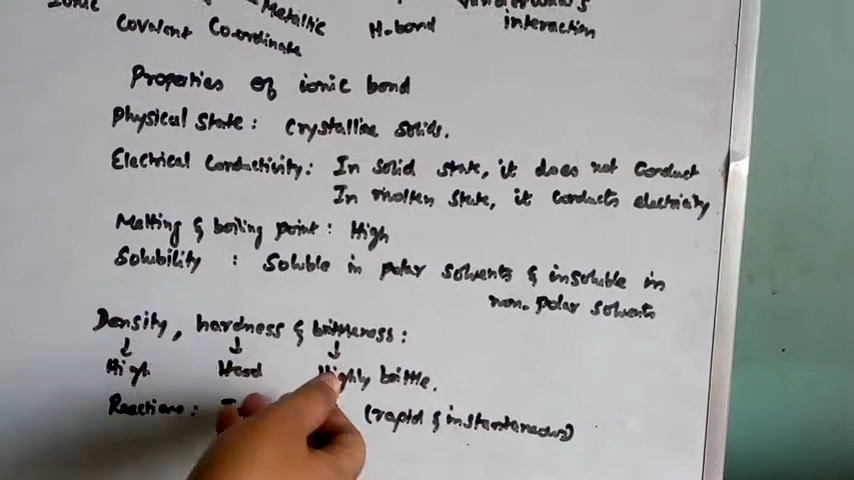 Ionic Metallic Vanderwaal's
Covalent Co-ordinate H-bond interaction
Properties of ionic bond
Physical State : Crystalline solids.
Electrical Conductivity : In solid state, it does not conduct
In molten state, it conducts electricity
Melting & boiling point : High
Solubility : Soluble in polar solvents & insoluble in
non-polar solvents
Density, hardness & brittleness :
High Hard Highly brittle.
Reactions : (rapid & instantaneous)